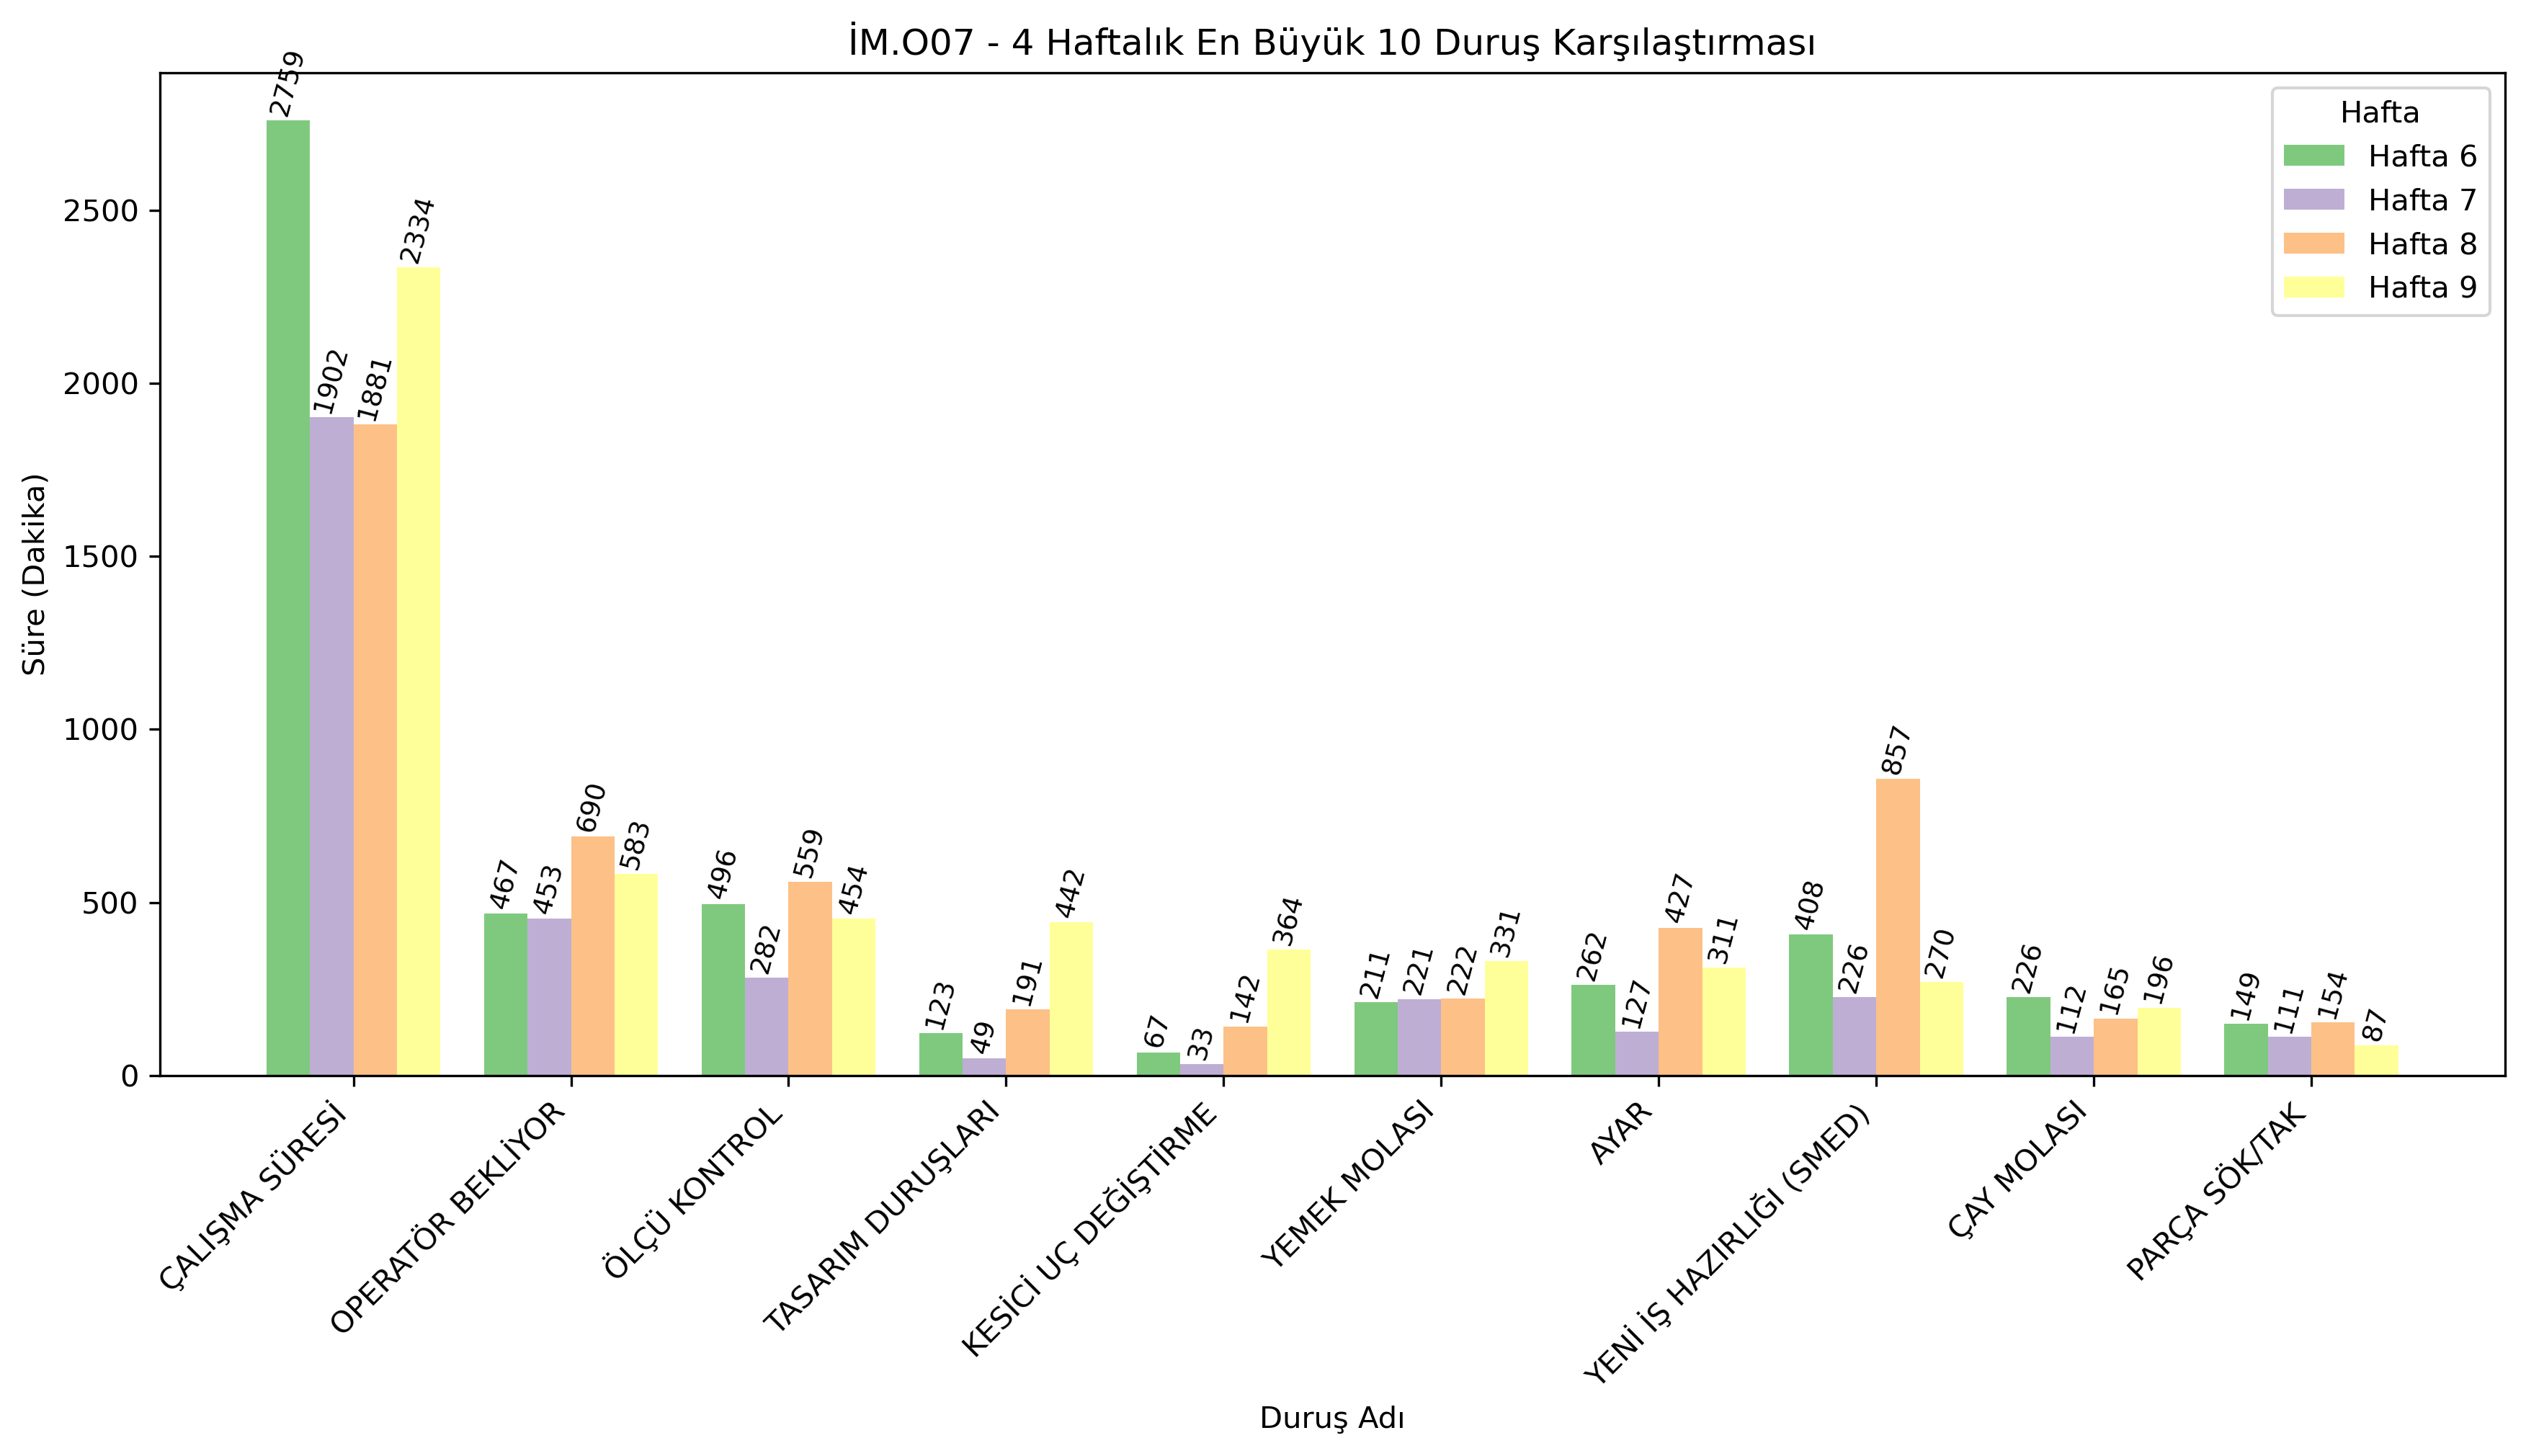 İM.O07 - 4 Haftalık En Büyük 10 Duruş Karşılaştırması
Süre (Dakika)
2500
2000
1500
1000
500
0
Hafta
Hafta 6
Hafta 7
Hafta 8
Hafta 9
2759
1902
1881
2334
467
453
690
583
496
282
559
454
123
49
191
442
67
33
142
364
211
221
222
331
262
127
427
311
408
226
857
270
226
112
165
196
149
111
154
87
ÇALIŞMA SÜRESİ
OPERATÖR BEKLİYOR
ÖLÇÜ KONTROL
TASARIM DURUŞLARI
KESİCİ UÇ DEĞİŞTİRME
YEMEK MOLASI
AYAR
YENİ İŞ HAZIRLIĞI (SMED)
ÇAY MOLASI
PARÇA SÖK/TAK
Duruş Adı